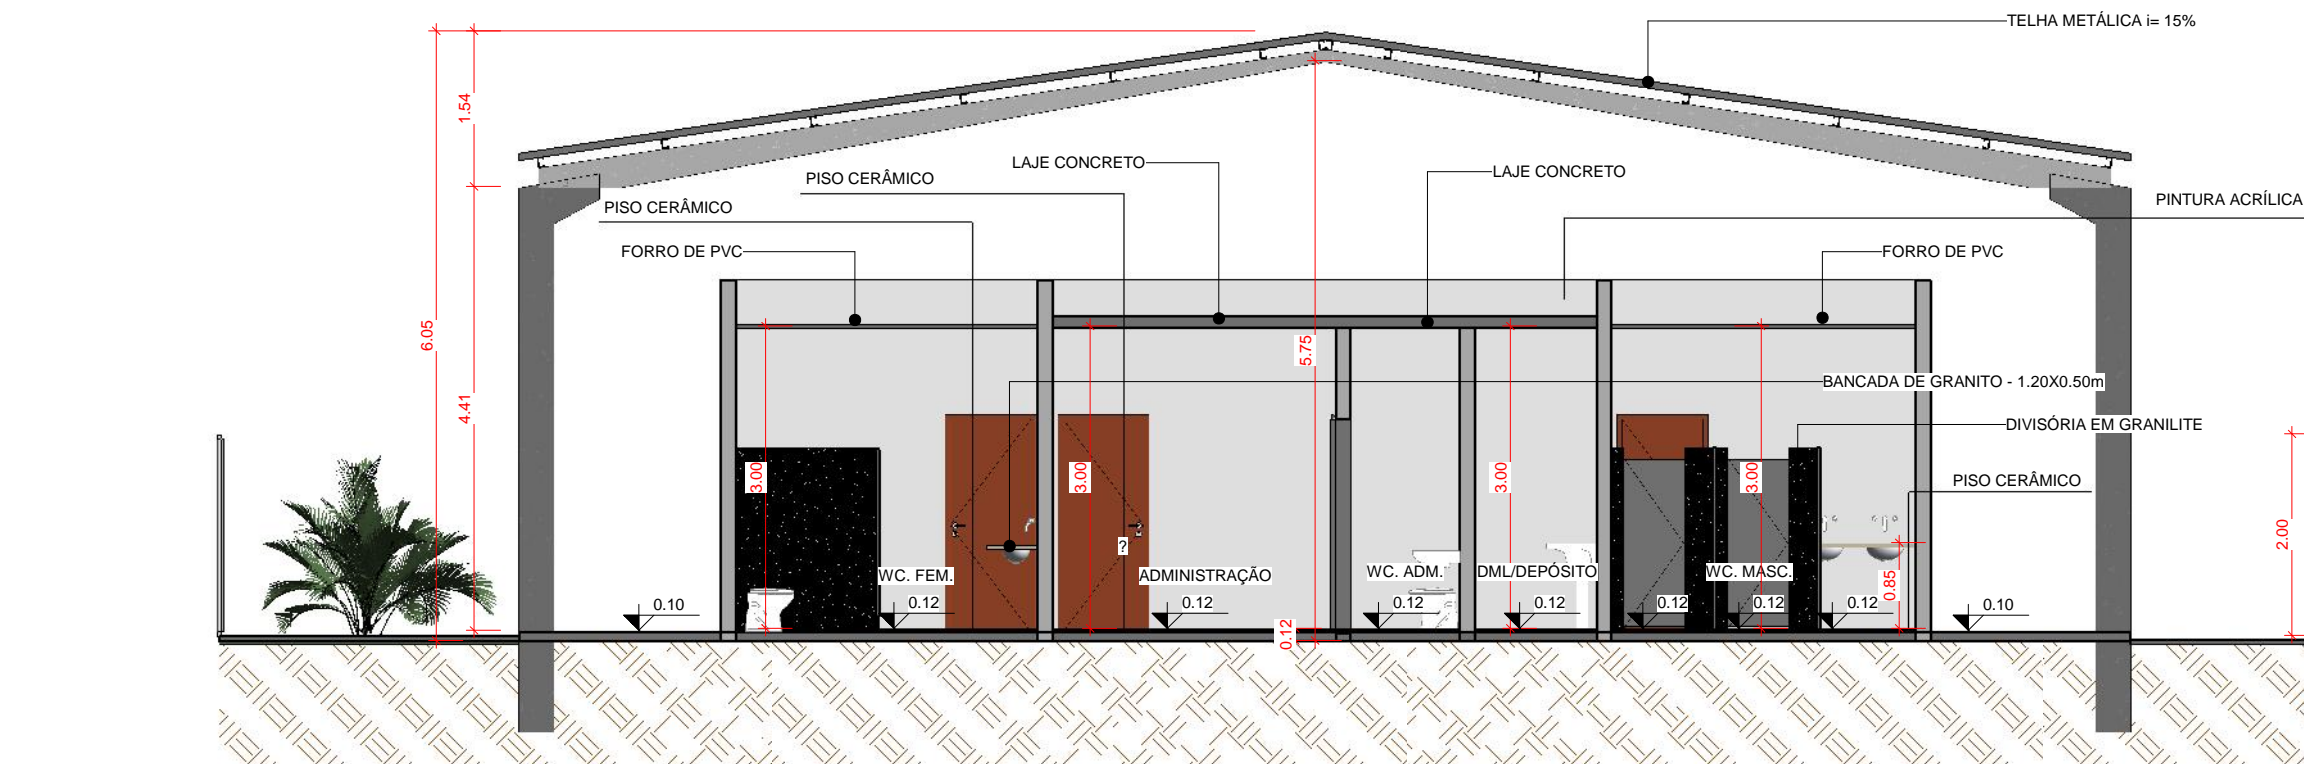 TELHA METÁLICA i= 15%
1.54
LAJE CONCRETO
LAJE CONCRETO
PISO CERÂMICO
PINTURA ACRÍLICA
PISO CERÂMICO
FORRO DE PVC
FORRO DE PVC
6.05
5.75
4.41
BANCADA DE GRANITO - 1.20X0.50m
DIVISÓRIA EM GRANILITE
3.00
3.00
3.00
3.00
PISO CERÂMICO
2.00
?
WC. FEM.
ADMINISTRAÇÃO
WC. ADM.
DML/DEPÓSITO
WC. MASC.
0.85
0.10
0.12
0.12
0.12
0.12
0.12
0.12
0.12
0.10
0.12